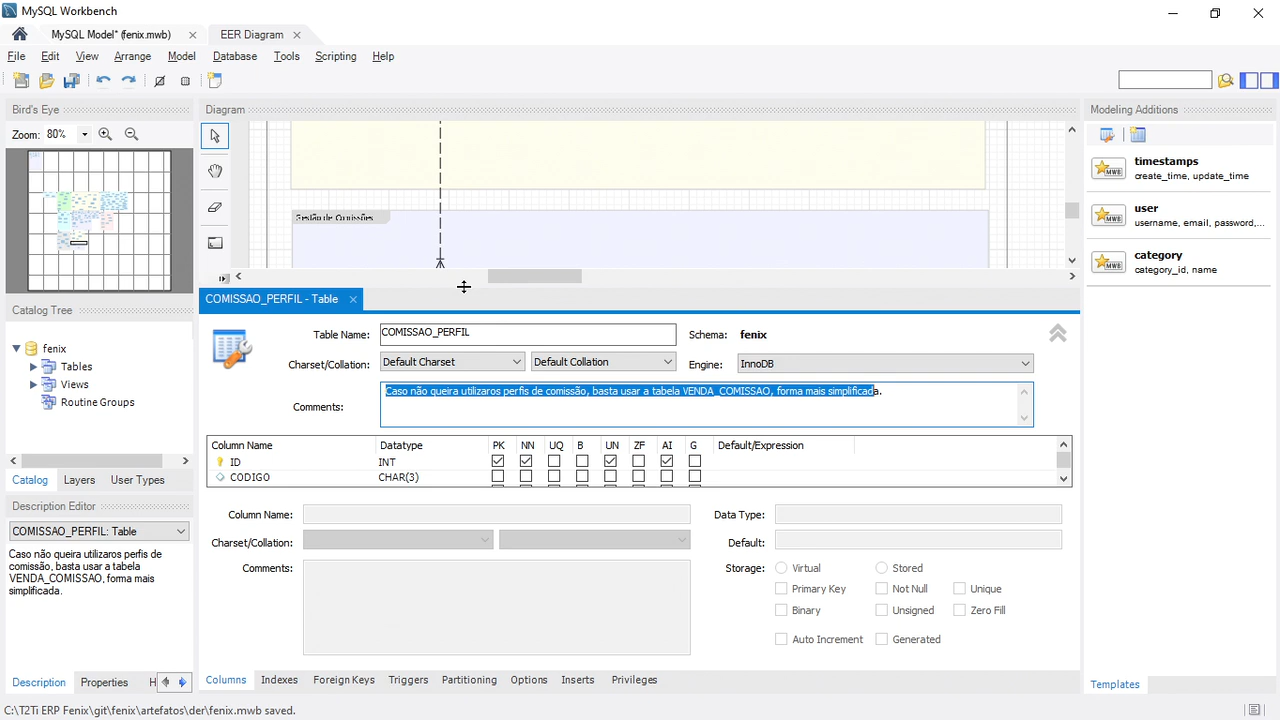 MySQL Workbench
MySQL Model* (fenix.mwb)
EER Diagram
File Edit View Arrange Model Database Tools Scripting Help
Bird's Eye
Diagram
Modeling Additions
Zoom: 80%
timestamps
create_time, update_time
user
username, email, password,...
category
category_id, name
Gestão de Comissões
Catalog Tree
fenix
Tables
Views
Routine Groups
Catalog Layers User Types
Description Editor
COMISSAO_PERFIL: Table
Caso não queira utilizaros perfis de
comissão, basta usar a tabela
VENDA_COMISSAO, forma mais
simplificada.
Description Properties H
COMISSAO_PERFIL - Table
Table Name: COMISSAO_PERFIL Schema: fenix
Charset/Collation: Default Charset Default Collation Engine: InnoDB
Comments: Caso não queira utilizaros perfis de comissão, basta usar a tabela VENDA_COMISSAO, forma mais simplificada.
Column Name Datatype PK NN UQ B UN ZF AI G Default/Expression
ID INT
CODIGO CHAR(3)
Column Name: Data Type:
Charset/Collation: Default:
Comments: Storage: Virtual Stored
Primary Key Not Null Unique
Binary Unsigned Zero Fill
Auto Increment Generated
Columns Indexes Foreign Keys Triggers Partitioning Options Inserts Privileges
Templates
C:\T2Ti ERP Fenix\git\fenix\artefatos\der\fenix.mwb saved.